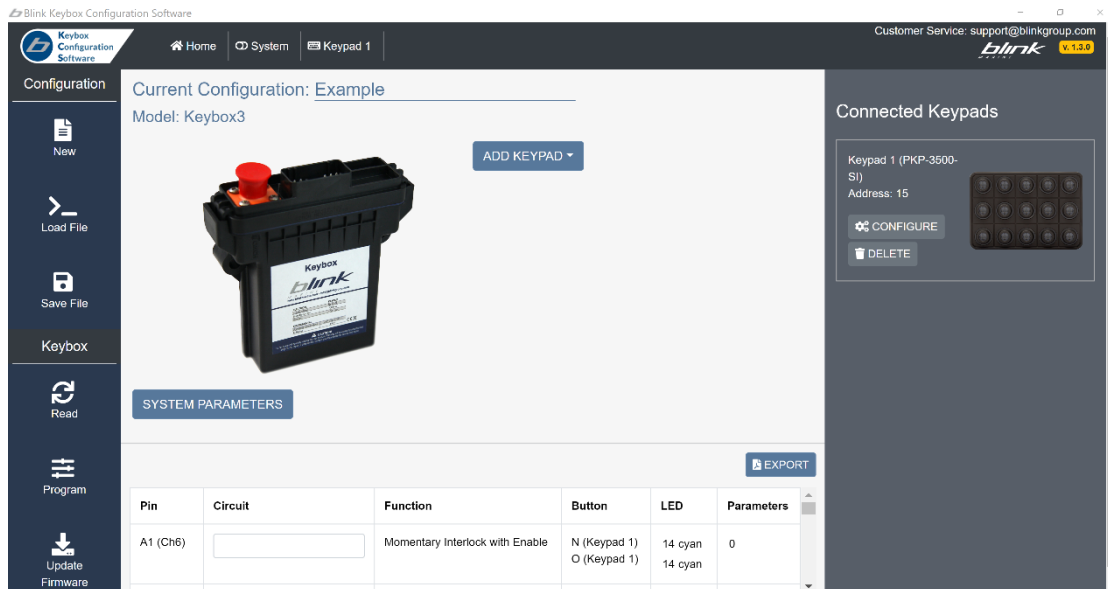 Blink Keybox Configuration Software
Keybox
Configuration
Software
Home
System
Keypad 1
Customer Service: support@blinkgroup.com
blink
v. 1.3.0
Configuration
New
Load File
Save File
Keybox
Read
Program
Update
Firmware
Current Configuration: Example
Model: Keybox3
ADD KEYPAD
Keybox
blink
SYSTEM PARAMETERS
EXPORT
Pin Circuit Function Button LED Parameters
A1 (Ch6) Momentary Interlock with Enable N (Keypad 1) 14 cyan 0
O (Keypad 1) 14 cyan
Connected Keypads
Keypad 1 (PKP-3500-
SI)
Address: 15
CONFIGURE
DELETE